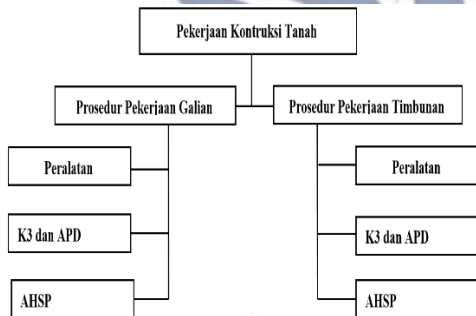 Pekerjaan Kontruksi Tanah
Prosedur Pekerjaan Galian
Prosedur Pekerjaan Timbunan
Peralatan
Peralatan
K3 dan APD
K3 dan APD
AHSP
AHSP